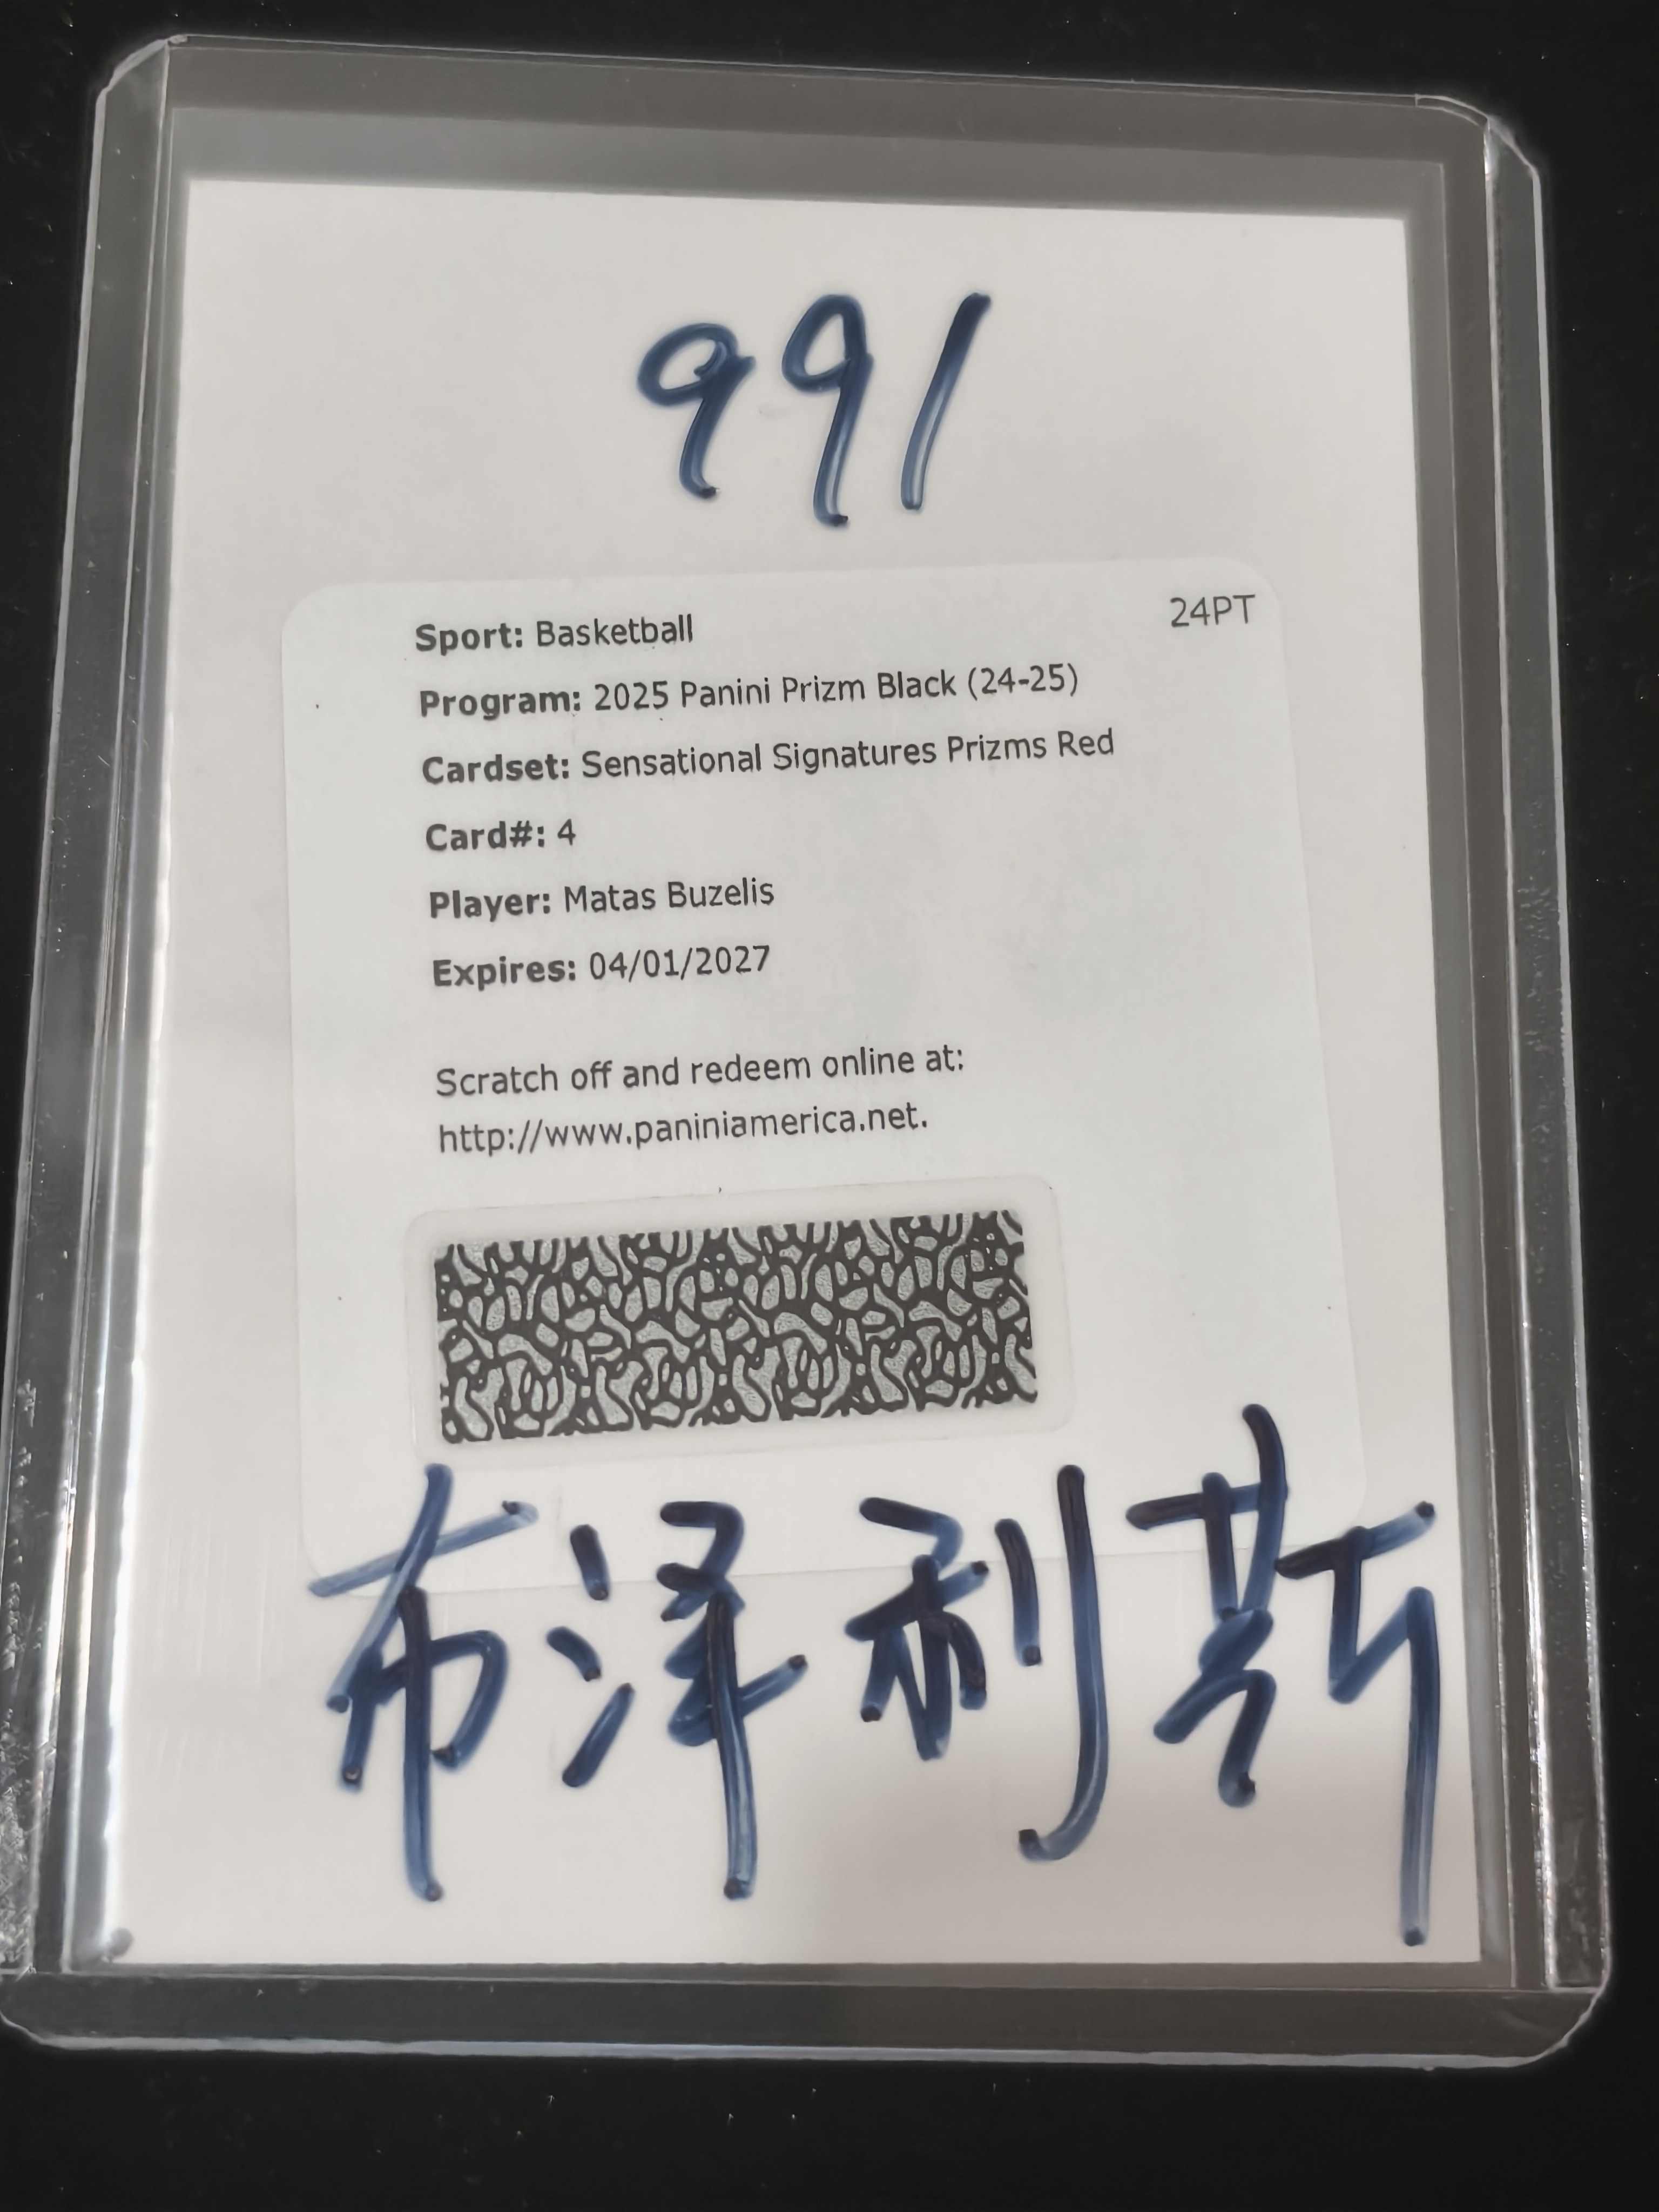 991
24PT
Sport: Basketball
Program: 2025 Panini Prizm Black (24-25)
Cardset: Sensational Signatures Prizms Red
Card#: 4
Player: Matas Buzelis
Expires: 04/01/2027
Scratch off and redeem online at:
http://www.paniniamerica.net.
布泽利斯